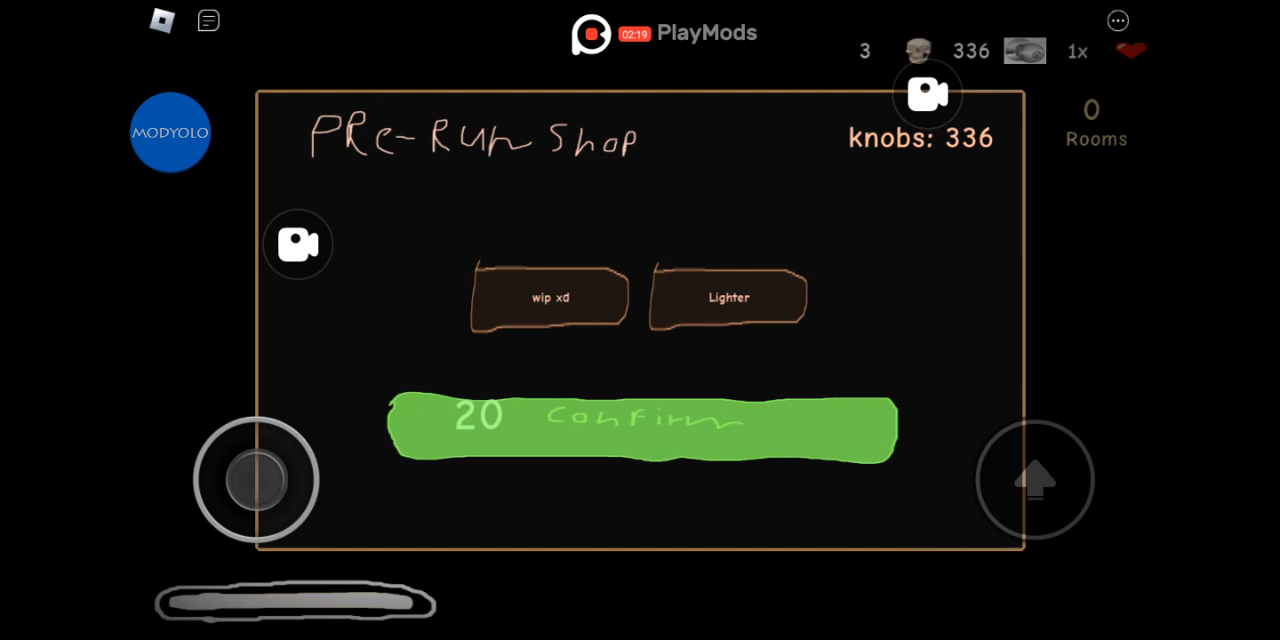 02:19 PlayMods
3 336 1x
MODYOLO
PRe-Run Shop
knobs: 336
0
Rooms
wip xd
Lighter
20 Confirm